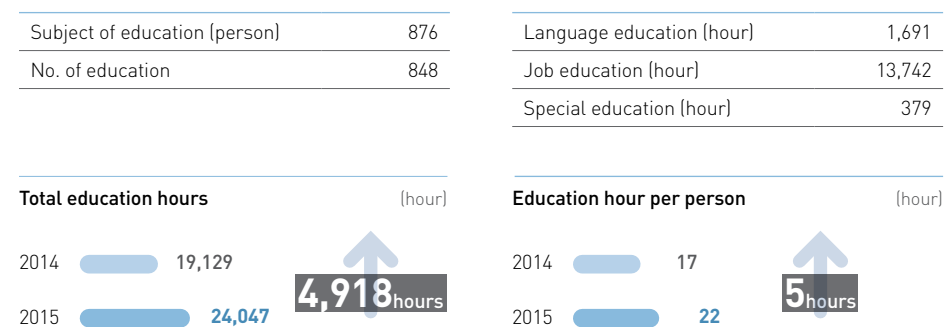 Subject of education (person) 876
No. of education 848
Language education (hour) 1,691
Job education (hour) 13,742
Special education (hour) 379
Total education hours (hour)
2014 19,129
4,918hours
2015 24,047
Education hour per person (hour)
2014 17
5hours
2015 22